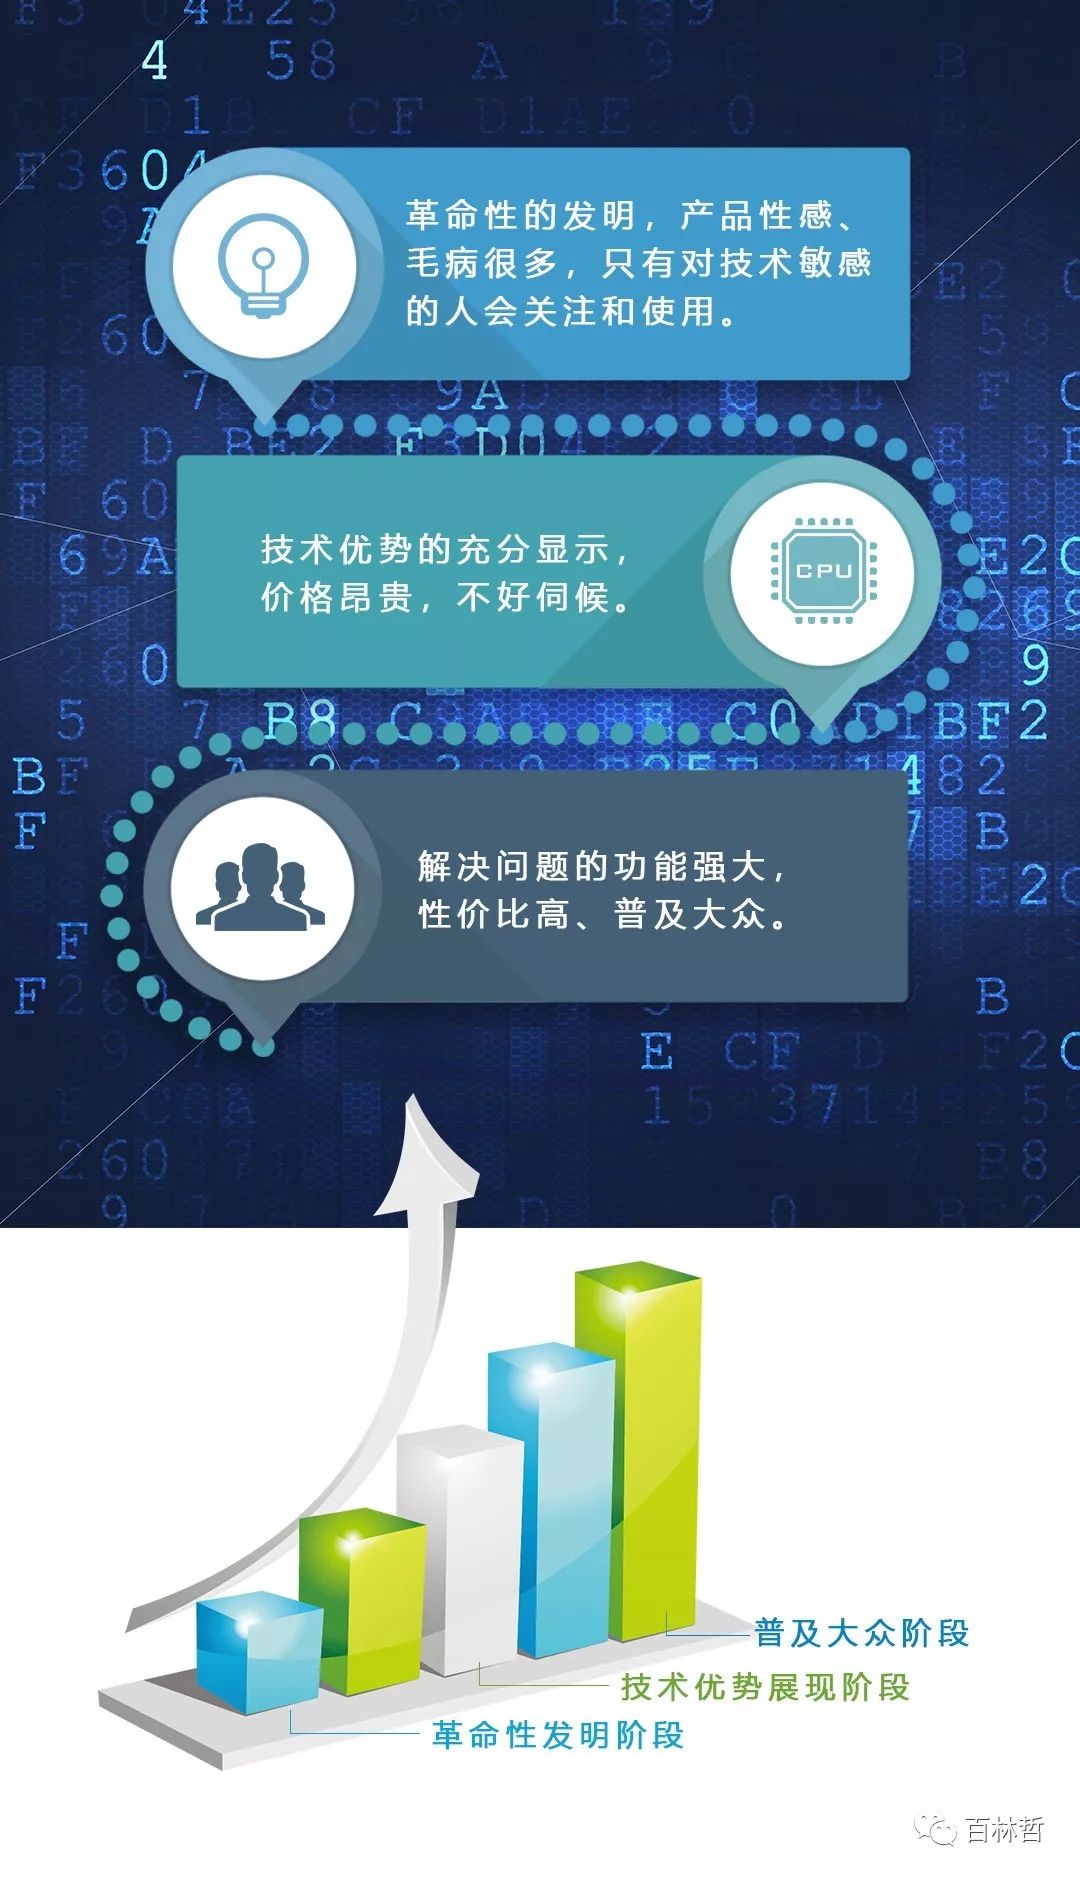 革命性的发明，产品性感、
毛病很多，只有对技术敏感
的人会关注和使用。
技术优势的充分显示，
价格昂贵，不好伺候。
CPU
解决问题的功能强大，
性价比高、普及大众。
普及大众阶段
技术优势展现阶段
革命性发明阶段
百林哲